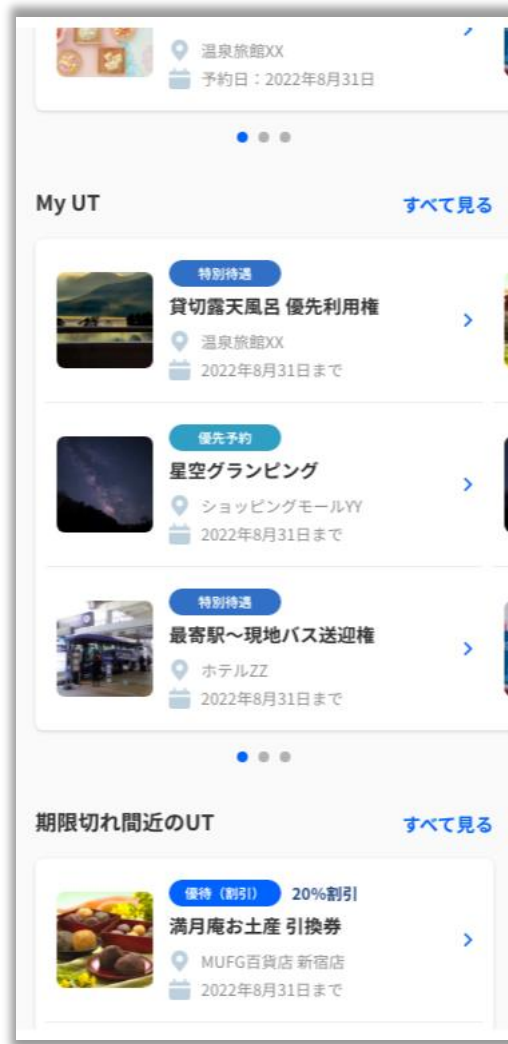 温泉旅館XX
予約日：2022年8月31日
My UT
すべて見る
特別待遇
貸切露天風呂 優先利用権
温泉旅館XX
2022年8月31日まで
優先予約
星空グランピング
ショッピングモールYY
2022年8月31日まで
特別待遇
最寄駅～現地バス送迎権
ホテルZZ
2022年8月31日まで
期限切れ間近のUT
すべて見る
優待（割引） 20%割引
満月庵お土産 引換券
MUFG百貨店 新宿店
2022年8月31日まで